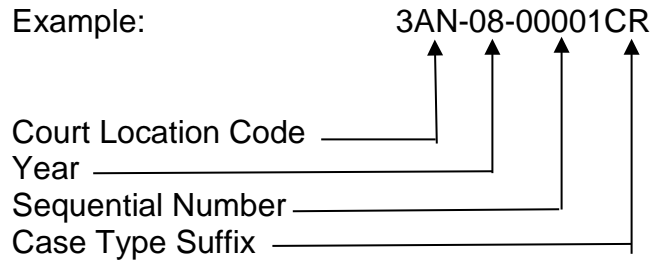 Example: 3AN-08-00001CR
Court Location Code
Year
Sequential Number
Case Type Suffix